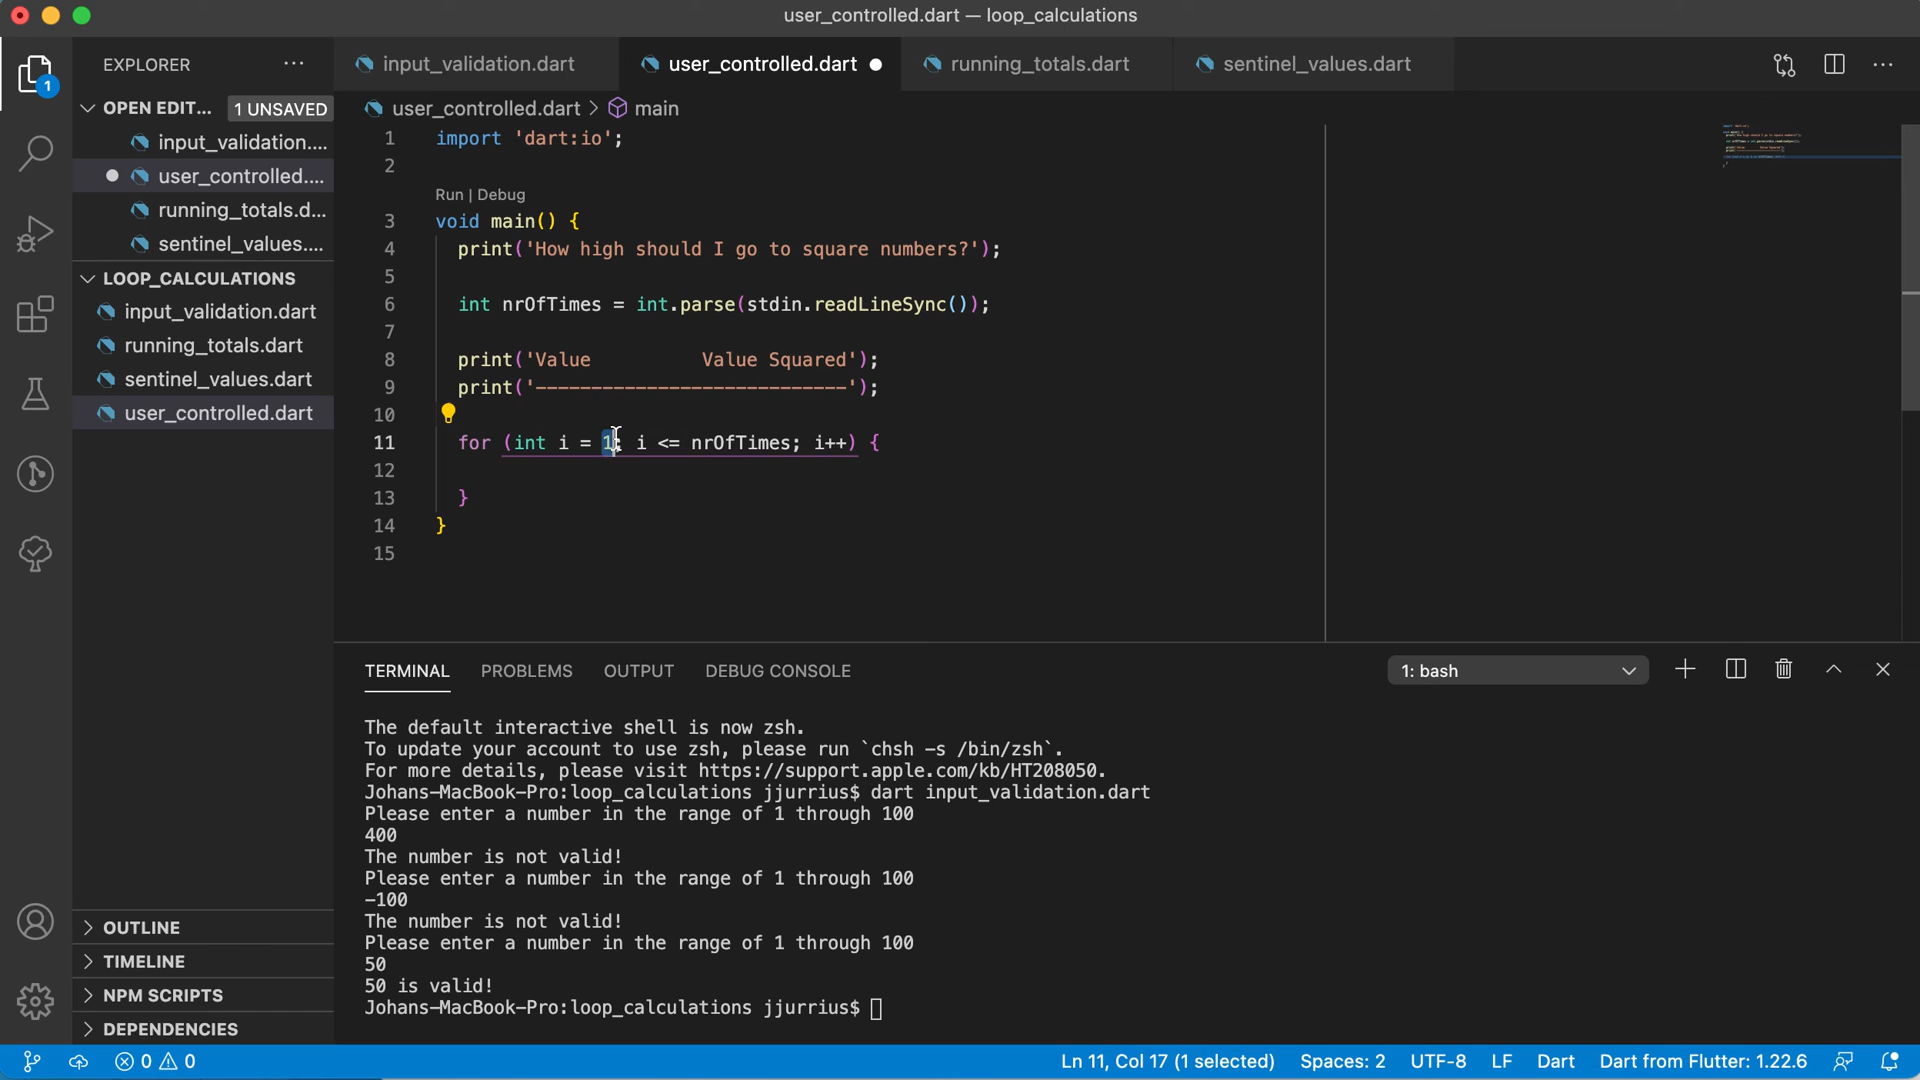 user_controlled.dart — loop_calculations
EXPLORER
input_validation.dart
user_controlled.dart
running_totals.dart
sentinel_values.dart
OPEN EDIT...
1 UNSAVED
user_controlled.dart > main
input_validation....
user_controlled....
running_totals.d...
sentinel_values....
LOOP_CALCULATIONS
input_validation.dart
running_totals.dart
sentinel_values.dart
user_controlled.dart
OUTLINE
TIMELINE
NPM SCRIPTS
DEPENDENCIES
1 import 'dart:io';
2
Run | Debug
3 void main() {
4 print('How high should I go to square numbers?');
5
6 int nrOfTimes = int.parse(stdin.readLineSync());
7
8 print('Value          Value Squared');
9 print('----------------------------');
10
11 for (int i = 1; i <= nrOfTimes; i++) {
12
13 }
14 }
15
TERMINAL PROBLEMS OUTPUT DEBUG CONSOLE
1: bash
The default interactive shell is now zsh.
To update your account to use zsh, please run `chsh -s /bin/zsh`.
For more details, please visit https://support.apple.com/kb/HT208050.
Johans-MacBook-Pro:loop_calculations jjurrius$ dart input_validation.dart
Please enter a number in the range of 1 through 100
400
The number is not valid!
Please enter a number in the range of 1 through 100
-100
The number is not valid!
Please enter a number in the range of 1 through 100
50
50 is valid!
Johans-MacBook-Pro:loop_calculations jjurrius$
1
0 0
Ln 11, Col 17 (1 selected)
Spaces: 2
UTF-8
LF
Dart
Dart from Flutter: 1.22.6